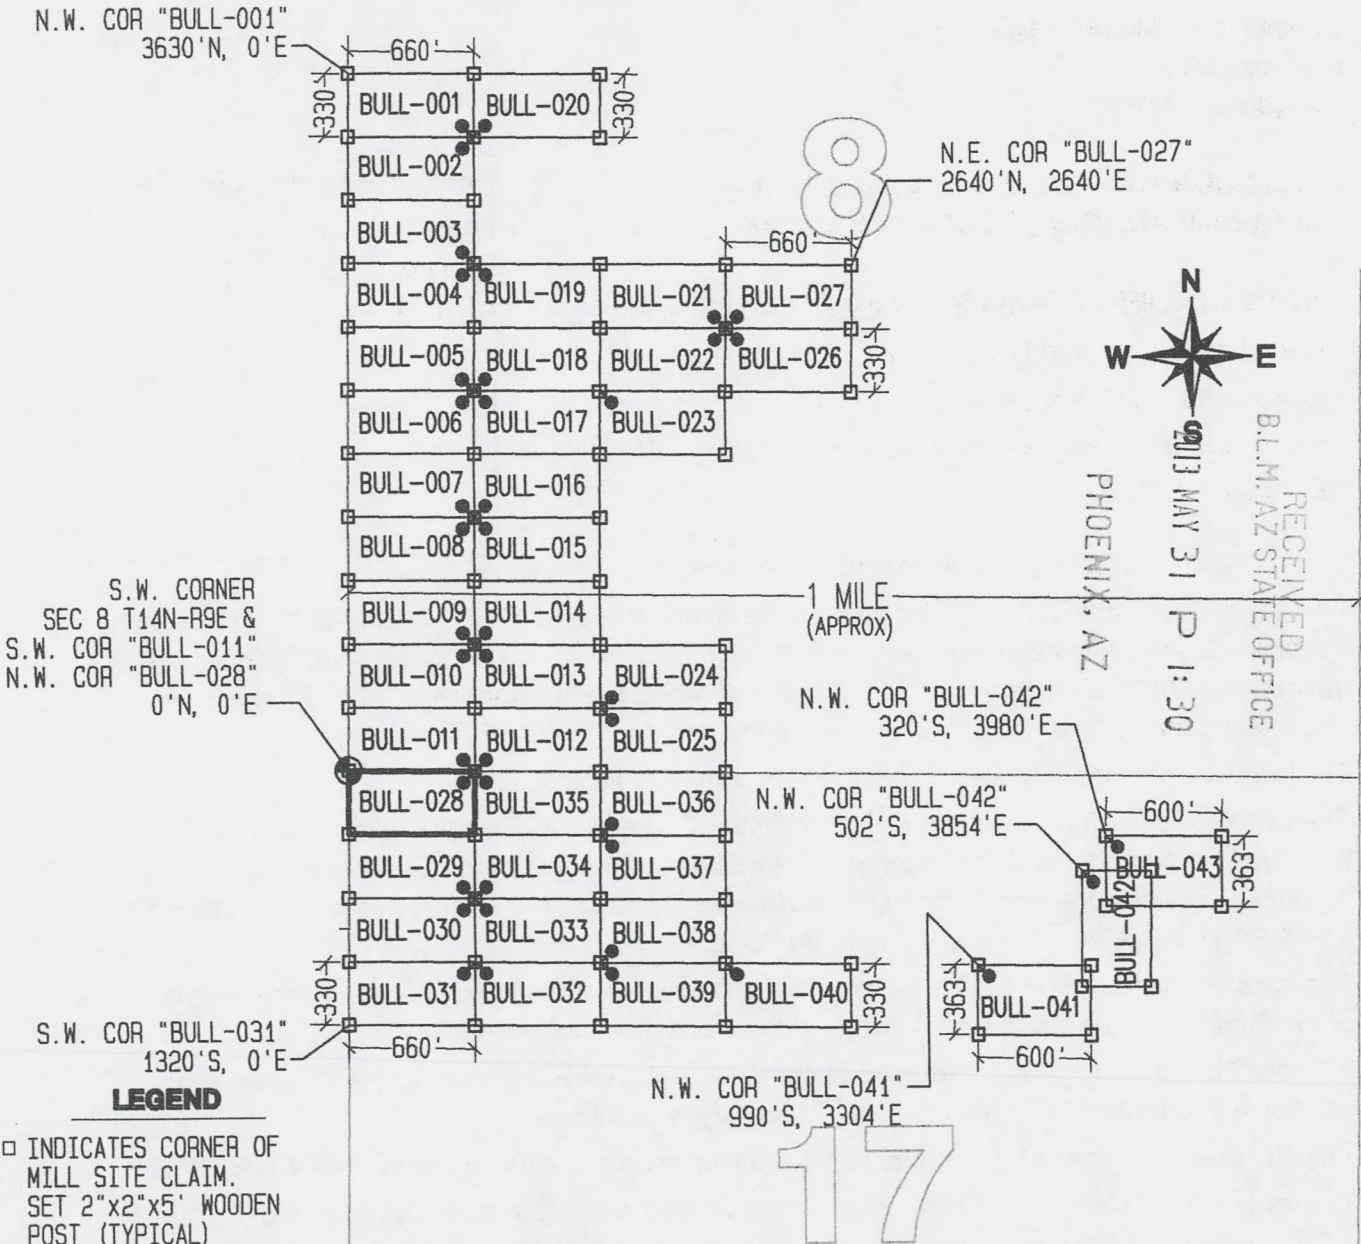 N.W. COR "BULL-001"
3630'N, 0'E
660'
330
BULL-001
BULL-020
330
BULL-002
8
N.E. COR "BULL-027"
2640'N, 2640'E
BULL-003
660'
BULL-004
BULL-019
BULL-021
BULL-027
N
W
E
S
BULL-005
BULL-018
BULL-022
BULL-026
330
BULL-006
BULL-017
BULL-023
BULL-007
BULL-016
BULL-008
BULL-015
RECEIVED
B.L.M. AZ STATE OFFICE
2013 MAY 31 P 1:30
PHOENIX, AZ
S.W. CORNER
SEC 8 T14N-R9E &
S.W. COR "BULL-011"
N.W. COR "BULL-028"
0'N, 0'E
BULL-009
BULL-014
1 MILE
(APPROX)
BULL-010
BULL-013
BULL-024
BULL-011
BULL-012
BULL-025
N.W. COR "BULL-042"
320'S, 3980'E
BULL-028
BULL-035
BULL-036
N.W. COR "BULL-042"
502'S, 3854'E
600'
BULL-029
BULL-034
BULL-037
BULL-043
363
BULL-042
BULL-030
BULL-033
BULL-038
330
BULL-031
BULL-032
BULL-039
BULL-040
330
363
BULL-041
600'
S.W. COR "BULL-031"
1320'S, 0'E
660'
N.W. COR "BULL-041"
990'S, 3304'E
17
LEGEND
□ INDICATES CORNER OF
MILL SITE CLAIM.
SET 2"x2"x5' WOODEN
POST (TYPICAL)